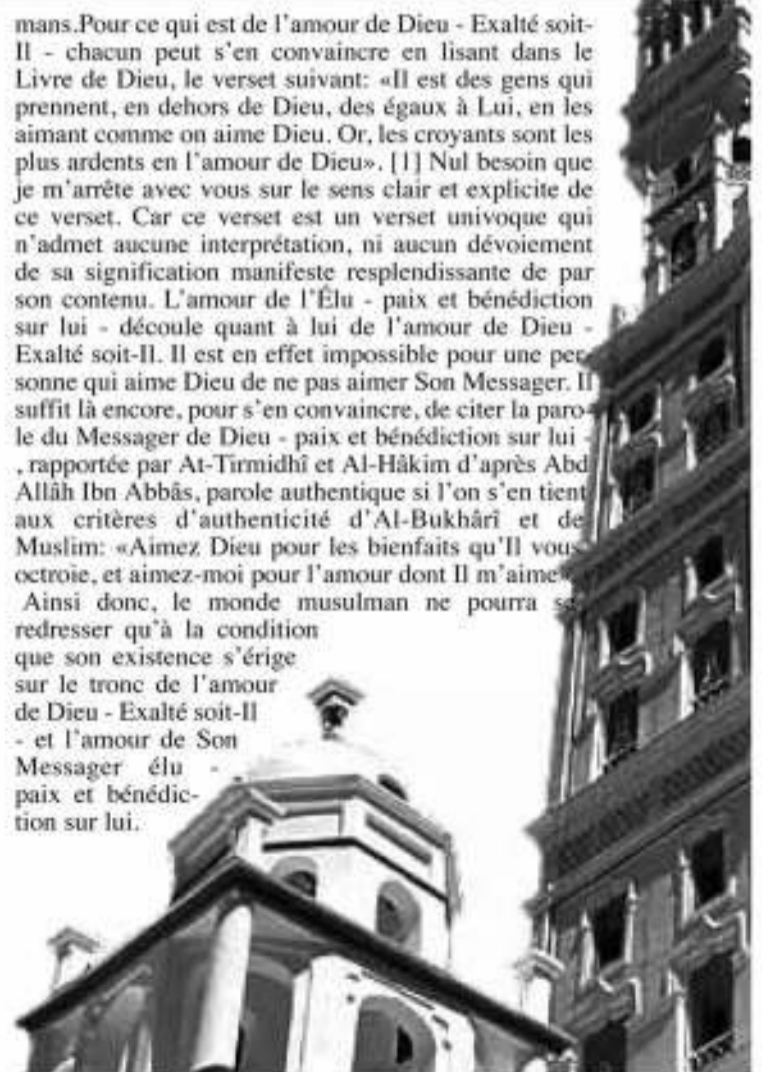 mans.Pour ce qui est de l'amour de Dieu - Exalté soit-
Il - chacun peut s'en convaincre en lisant dans le
Livre de Dieu, le verset suivant: «Il est des gens qui
prennent, en dehors de Dieu, des égaux à Lui, en les
aimant comme on aime Dieu. Or, les croyants sont les
plus ardents en l'amour de Dieu». [1] Nul besoin que
je m'arrête avec vous sur le sens clair et explicite de
ce verset. Car ce verset est un verset univoque qui
n'admet aucune interprétation, ni aucun dévoiement
de sa signification manifeste resplendissante de par
son contenu. L'amour de l'Élu - paix et bénédiction
sur lui - découle quant à lui de l'amour de Dieu -
Exalté soit-Il. Il est en effet impossible pour une per-
sonne qui aime Dieu de ne pas aimer Son Messager. Il
suffit là encore, pour s'en convaincre, de citer la paro-
le du Messager de Dieu - paix et bénédiction sur lui -
, rapportée par At-Tirmidhî et Al-Hâkim d'après Abd
Allâh Ibn Abbâs, parole authentique si l'on s'en tient
aux critères d'authenticité d'Al-Bukhârî et de
Muslim: «Aimez Dieu pour les bienfaits qu'Il vous
octroie, et aimez-moi pour l'amour dont Il m'aime»
Ainsi donc, le monde musulman ne pourra se
redresser qu'à la condition
que son existence s'érige
sur le tronc de l'amour
de Dieu - Exalté soit-Il
- et l'amour de Son
Messager élu -
paix et bénédic-
tion sur lui.